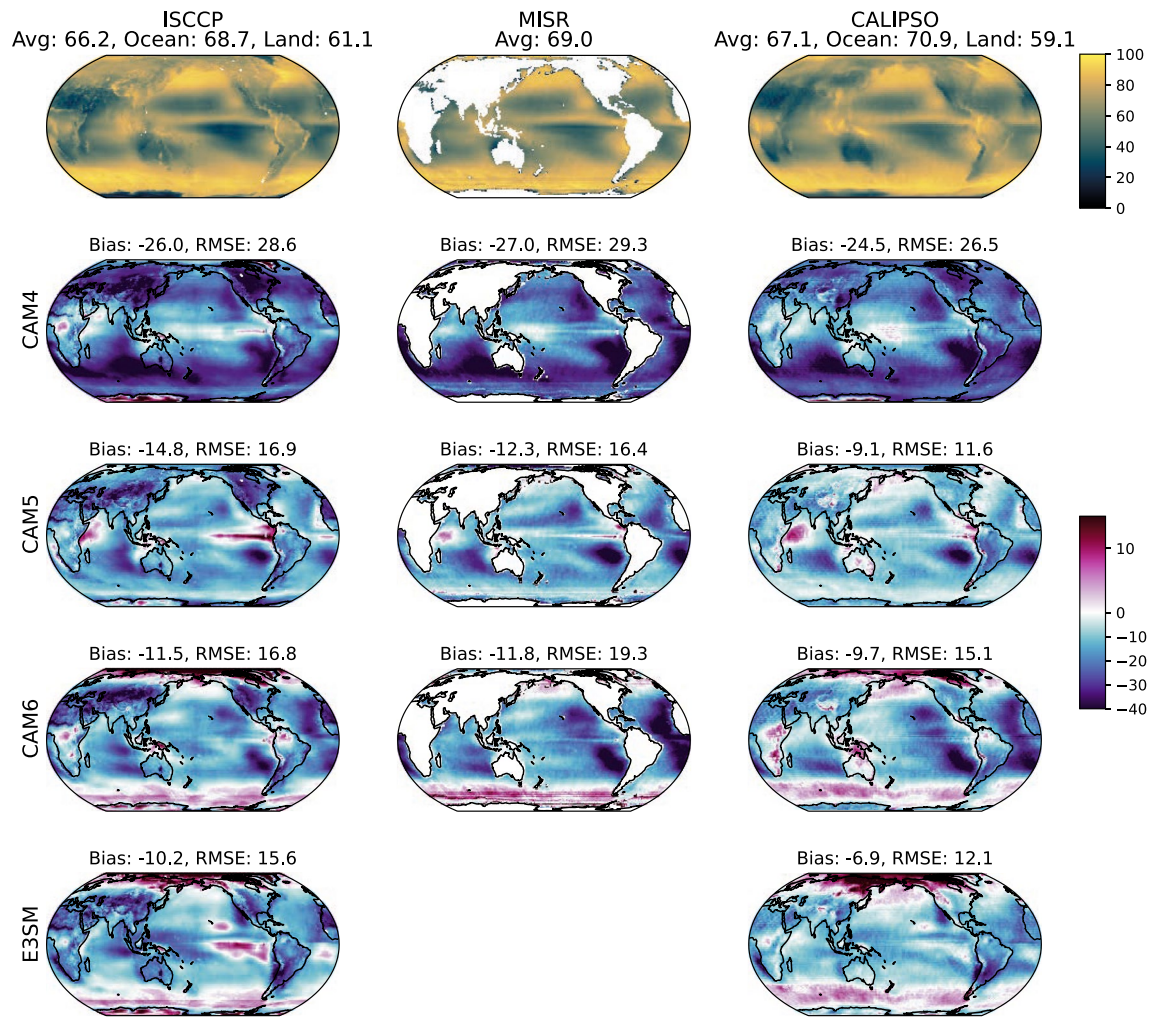 ISCCP
MISR
CALIPSO
Avg: 66.2, Ocean: 68.7, Land: 61.1
Avg: 69.0
Avg: 67.1, Ocean: 70.9, Land: 59.1
100
80
60
40
20
0
CAM4
Bias: -26.0, RMSE: 28.6
Bias: -27.0, RMSE: 29.3
Bias: -24.5, RMSE: 26.5
CAM5
Bias: -14.8, RMSE: 16.9
Bias: -12.3, RMSE: 16.4
Bias: -9.1, RMSE: 11.6
10
0
−10
−20
−30
−40
CAM6
Bias: -11.5, RMSE: 16.8
Bias: -11.8, RMSE: 19.3
Bias: -9.7, RMSE: 15.1
E3SM
Bias: -10.2, RMSE: 15.6
Bias: -6.9, RMSE: 12.1